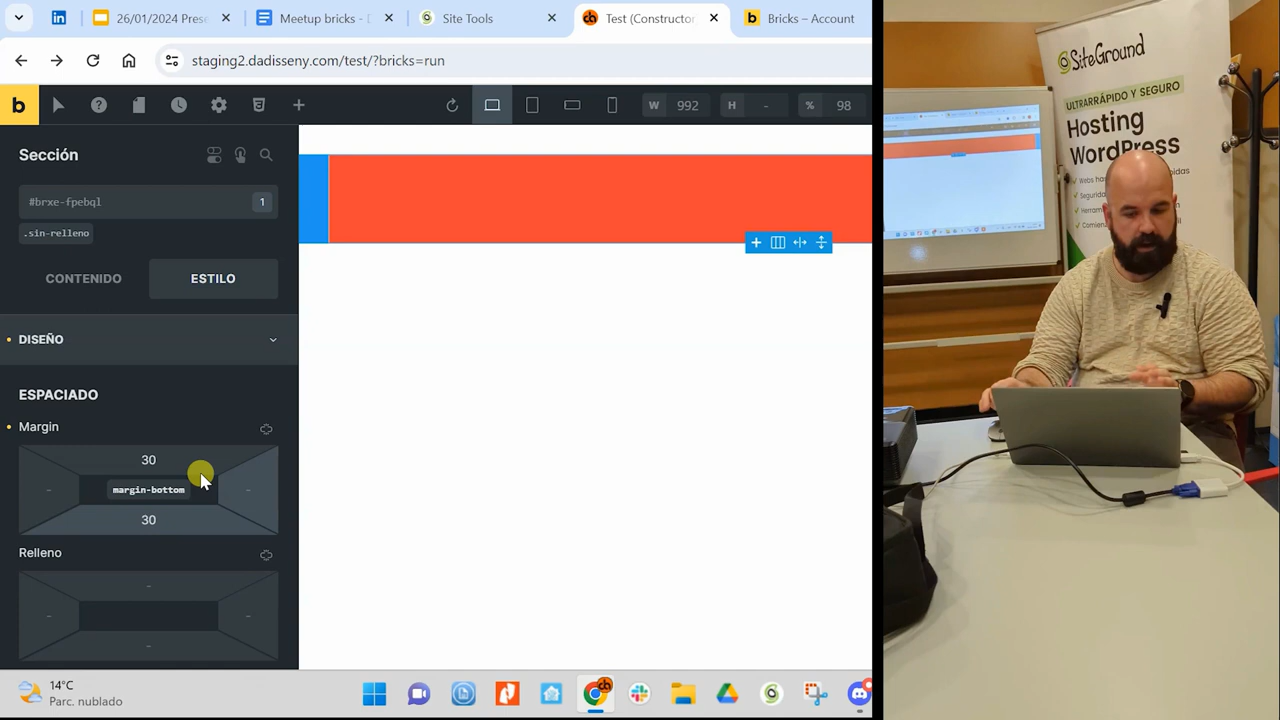 26/01/2024 Pres
Meetup bricks - 
Site Tools
Test (Constructor
Bricks – Account
staging2.dadisseny.com/test/?bricks=run
b
W 992
H -
% 98
Sección
#brxe-fpebql
1
.sin-relleno
CONTENIDO
ESTILO
DISEÑO
ESPACIADO
Margin
30
margin-bottom
30
Relleno
14°C
Parc. nublado
SiteGround
ULTRARRÁPIDO Y SEGURO
Hosting
WordPress